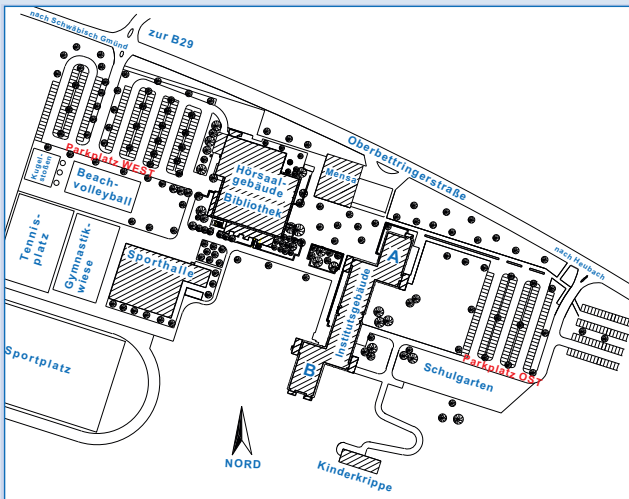 nach Schwäbisch Gmünd
zur B29
Oberbettringerstraße
Parkplatz WEST
Kugel-
stoßen
Beach-
volleyball
Hörsaal-
gebäude
Bibliothek
Mensa
Tennis-
platz
Gymnastik-
wiese
Sporthalle
A
Institutsgebäude
B
nach Heubach
Parkplatz OST
Schulgarten
Sportplatz
NORD
Kinderkrippe